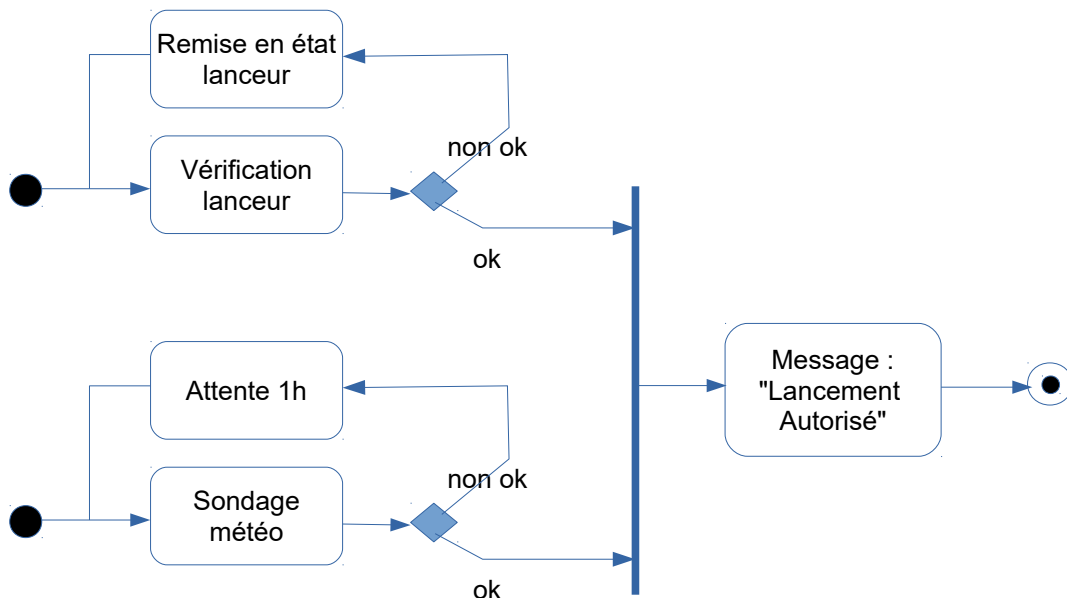 Remise en état
lanceur
non ok
Vérification
lanceur
ok
Attente 1h
Message :
"Lancement
Autorisé"
non ok
Sondage
météo
ok